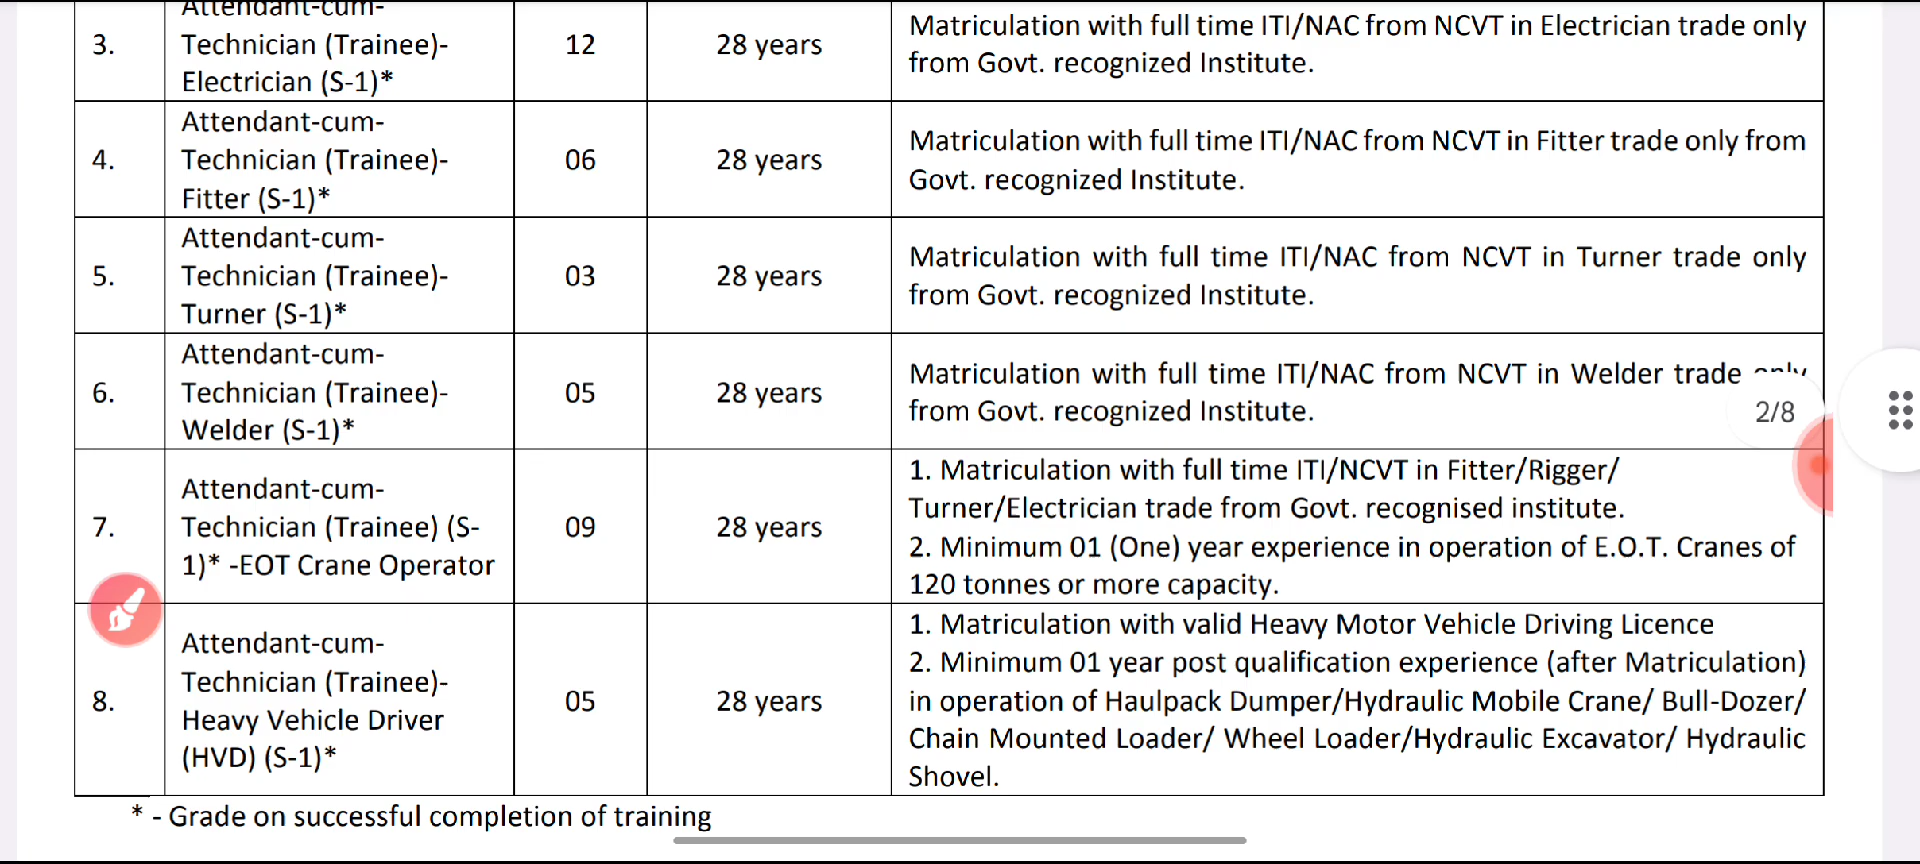 Attendant-cum-
3.
Technician (Trainee)-
Electrician (S-1)*
12
28 years
Matriculation with full time ITI/NAC from NCVT in Electrician trade only
from Govt. recognized Institute.
4.
Attendant-cum-
Technician (Trainee)-
Fitter (S-1)*
06
28 years
Matriculation with full time ITI/NAC from NCVT in Fitter trade only from
Govt. recognized Institute.
5.
Attendant-cum-
Technician (Trainee)-
Turner (S-1)*
03
28 years
Matriculation with full time ITI/NAC from NCVT in Turner trade only
from Govt. recognized Institute.
6.
Attendant-cum-
Technician (Trainee)-
Welder (S-1)*
05
28 years
Matriculation with full time ITI/NAC from NCVT in Welder trade only
from Govt. recognized Institute.
2/8
7.
Attendant-cum-
Technician (Trainee) (S-
1)* -EOT Crane Operator
09
28 years
1. Matriculation with full time ITI/NCVT in Fitter/Rigger/
Turner/Electrician trade from Govt. recognised institute.
2. Minimum 01 (One) year experience in operation of E.O.T. Cranes of
120 tonnes or more capacity.
8.
Attendant-cum-
Technician (Trainee)-
Heavy Vehicle Driver
(HVD) (S-1)*
05
28 years
1. Matriculation with valid Heavy Motor Vehicle Driving Licence
2. Minimum 01 year post qualification experience (after Matriculation)
in operation of Haulpack Dumper/Hydraulic Mobile Crane/ Bull-Dozer/
Chain Mounted Loader/ Wheel Loader/Hydraulic Excavator/ Hydraulic
Shovel.
* - Grade on successful completion of training